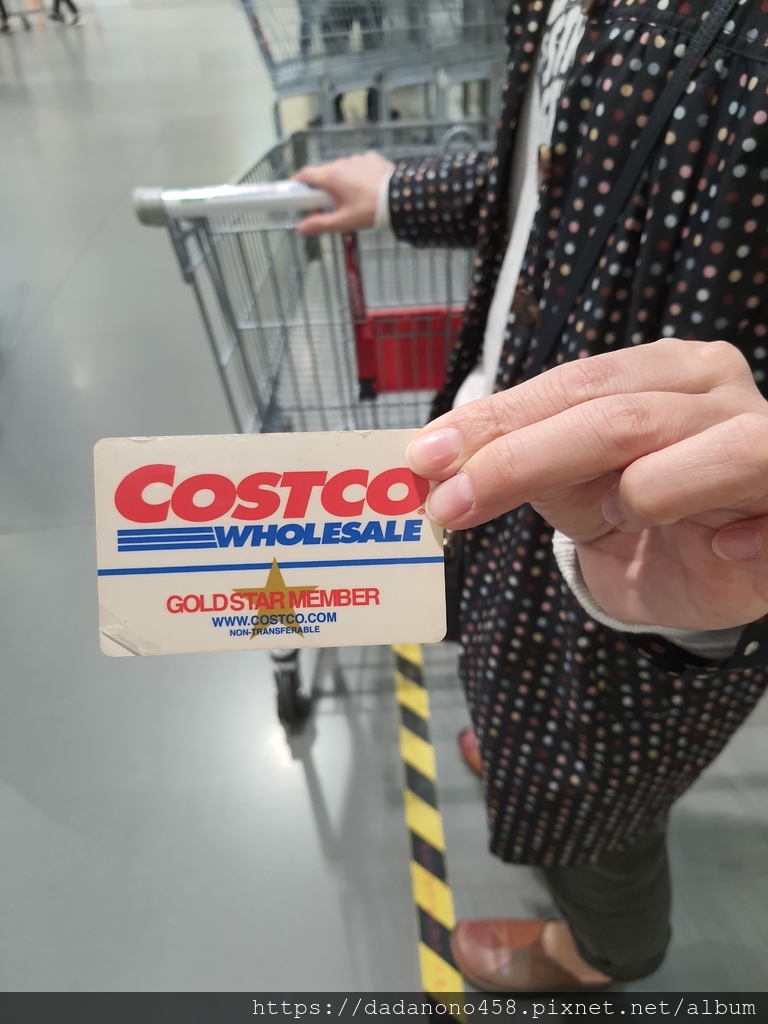 COSTCO®
WHOLESALE
GOLD STAR MEMBER
WWW.COSTCO.COM
NON-TRANSFERABLE
https://dadanono458.pixnet.net/album